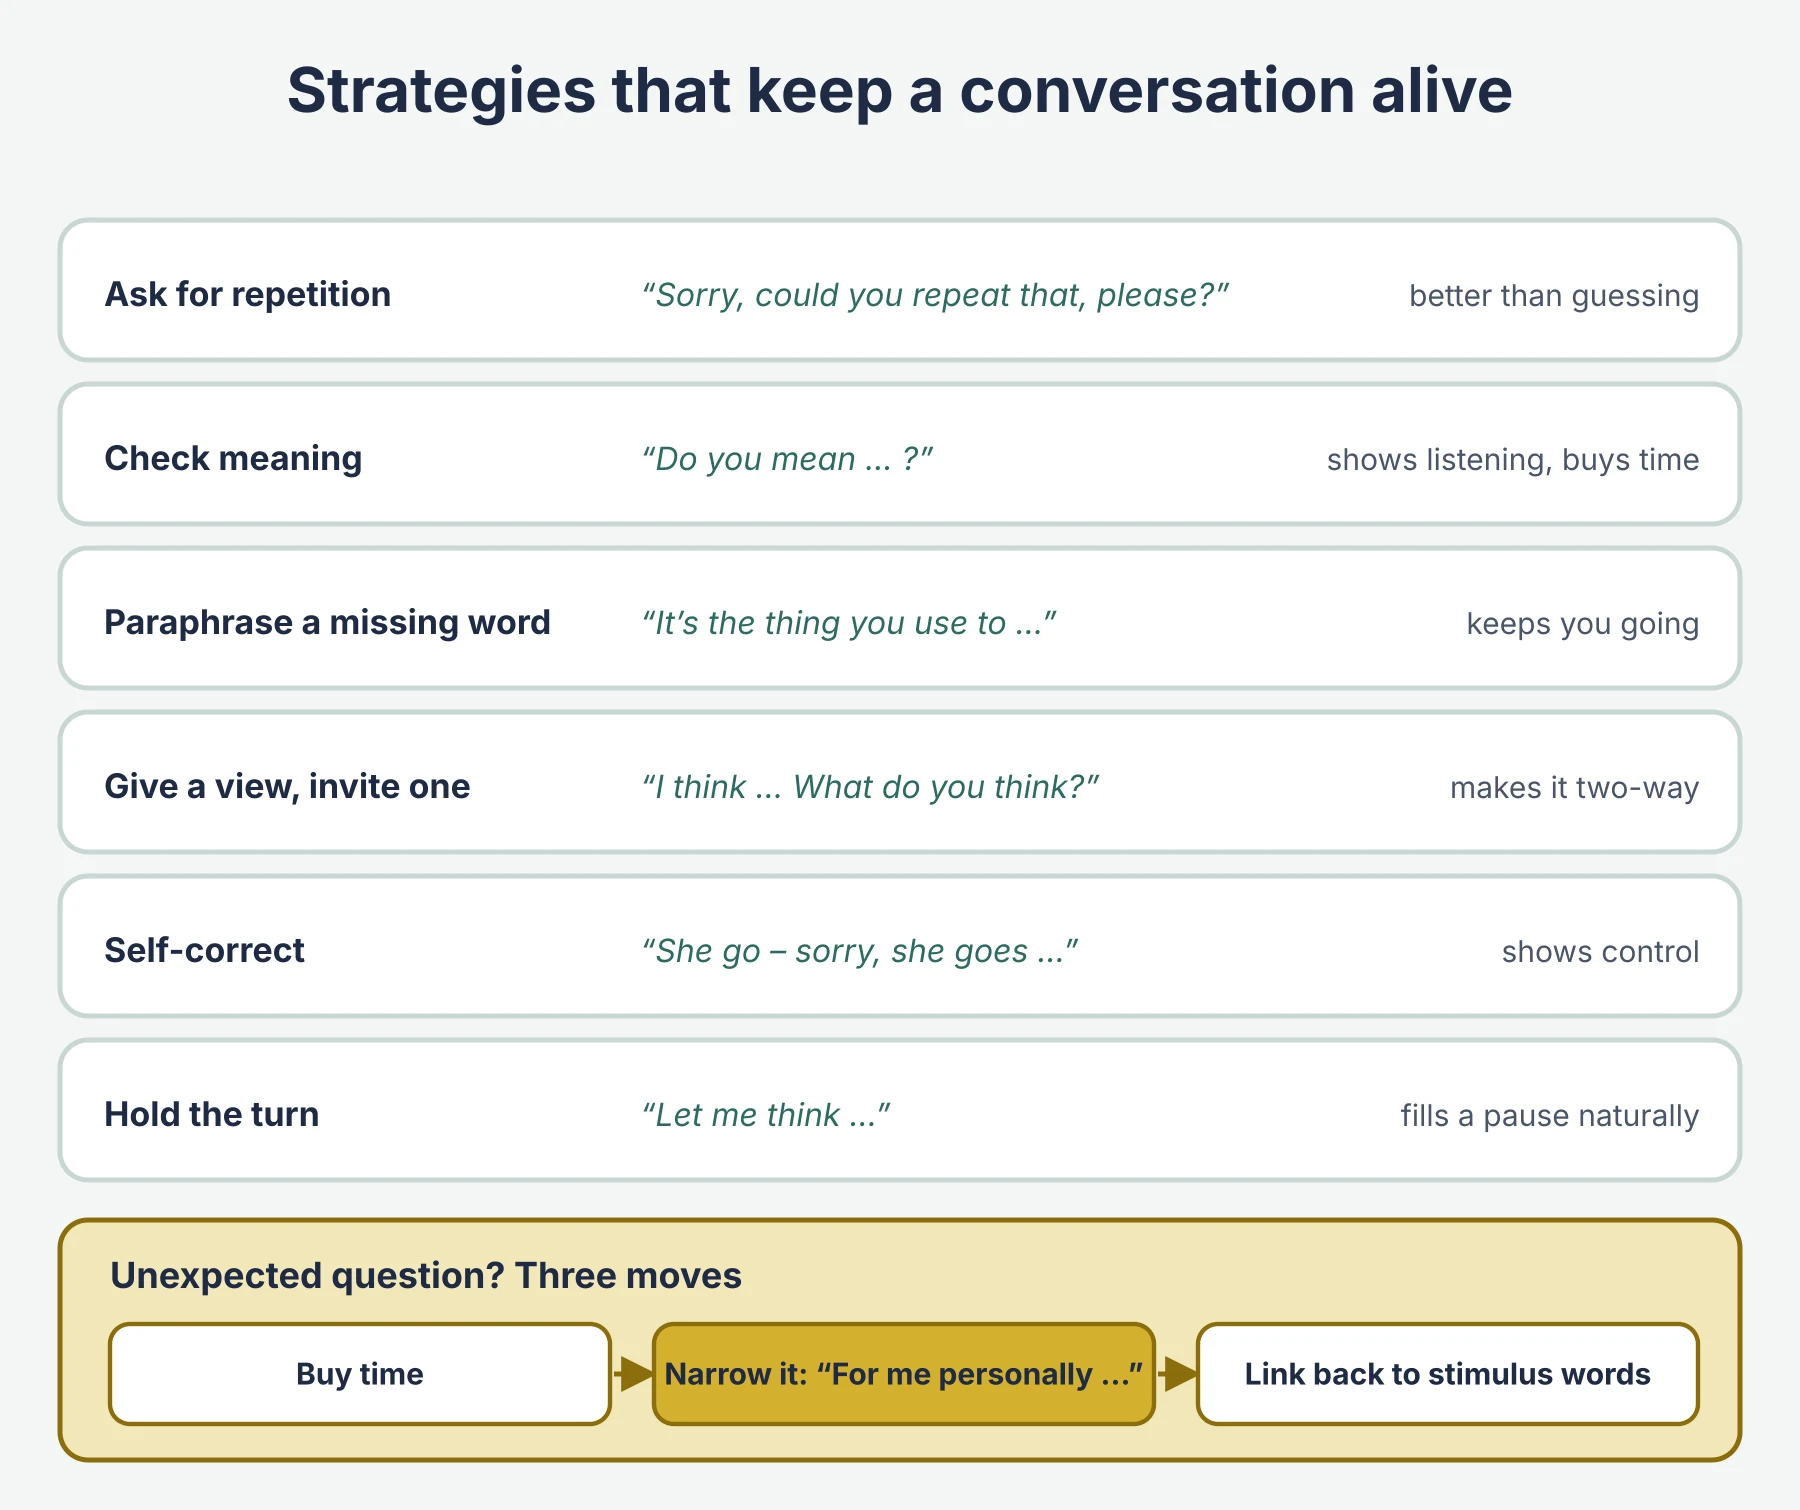 Strategies that keep a conversation alive
Ask for repetition “Sorry, could you repeat that, please?” better than guessing
Check meaning “Do you mean … ?” shows listening, buys time
Paraphrase a missing word “It’s the thing you use to …” keeps you going
Give a view, invite one “I think … What do you think?” makes it two-way
Self-correct “She go – sorry, she goes …” shows control
Hold the turn “Let me think …” fills a pause naturally
Unexpected question? Three moves
Buy time Narrow it: “For me personally …” Link back to stimulus words